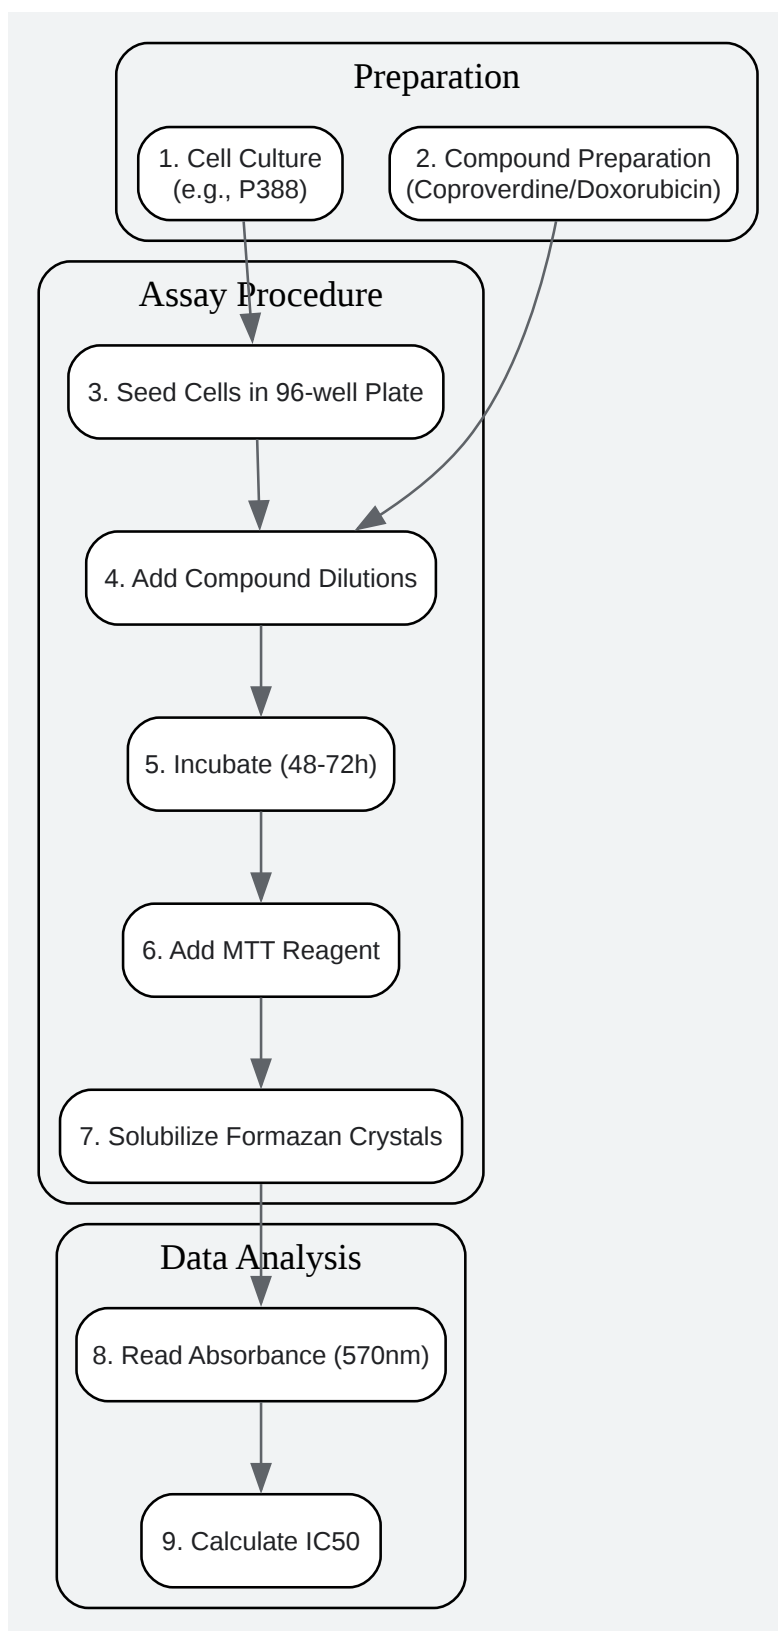 Preparation
1. Cell Culture
(e.g., P388)
2. Compound Preparation
(Coproverdine/Doxorubicin)
Assay Procedure
3. Seed Cells in 96-well Plate
4. Add Compound Dilutions
5. Incubate (48-72h)
6. Add MTT Reagent
7. Solubilize Formazan Crystals
Data Analysis
8. Read Absorbance (570nm)
9. Calculate IC50